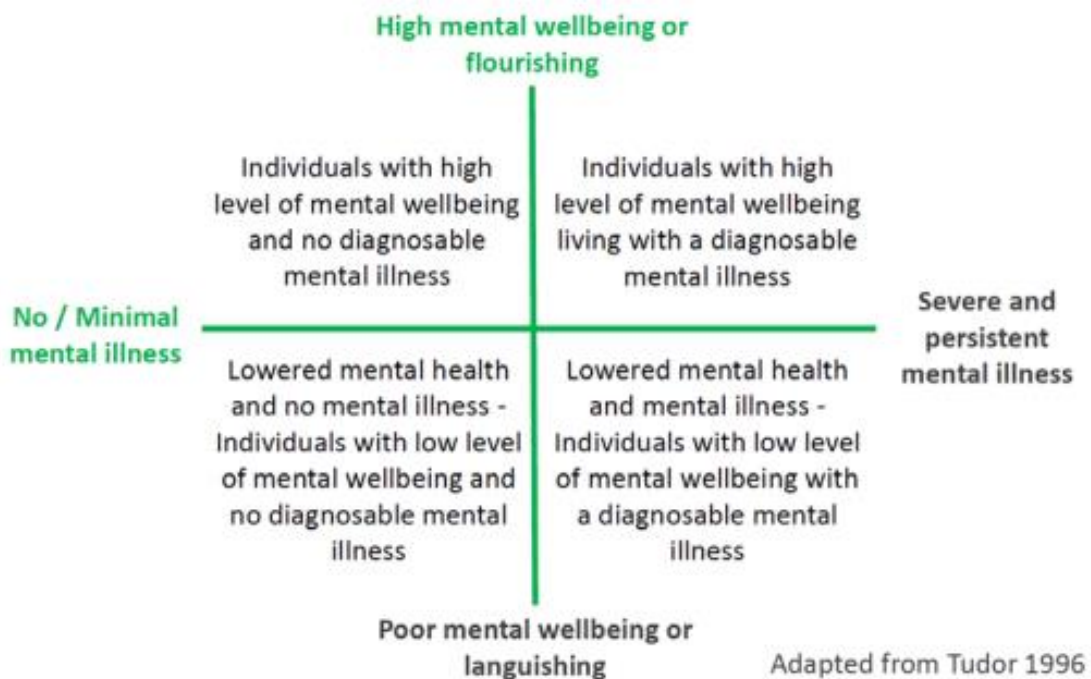 High mental wellbeing or
flourishing
Individuals with high
level of mental wellbeing
and no diagnosable
mental illness
Individuals with high
level of mental wellbeing
living with a diagnosable
mental illness
No / Minimal
mental illness
Severe and
persistent
mental illness
Lowered mental health
and no mental illness -
Individuals with low level
of mental wellbeing and
no diagnosable mental
illness
Lowered mental health
and mental illness -
Individuals with low level
of mental wellbeing with
a diagnosable mental
illness
Poor mental wellbeing or
languishing
Adapted from Tudor 1996